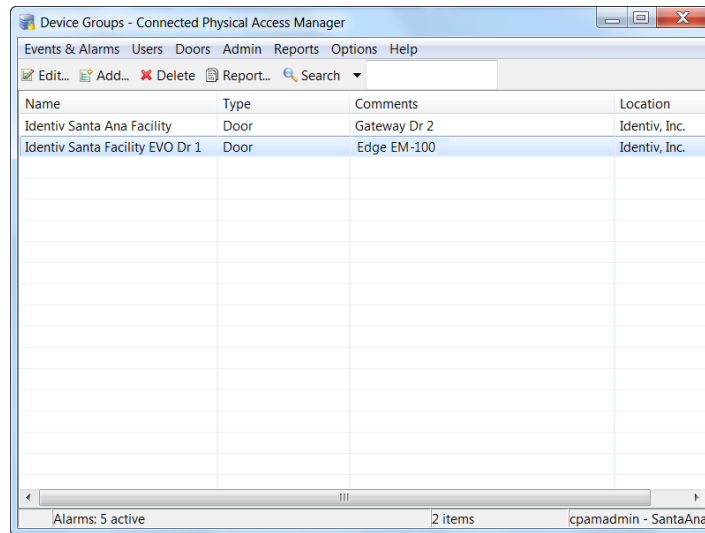 Device Groups - Connected Physical Access Manager
Events & Alarms Users Doors Admin Reports Options Help
Edit... Add... Delete Report... Search
Name Type Comments Location
Identiv Santa Ana Facility Door Gateway Dr 2 Identiv, Inc.
Identiv Santa Facility EVO Dr 1 Door Edge EM-100 Identiv, Inc.
Alarms: 5 active 2 items cpamadmin - SantaAna